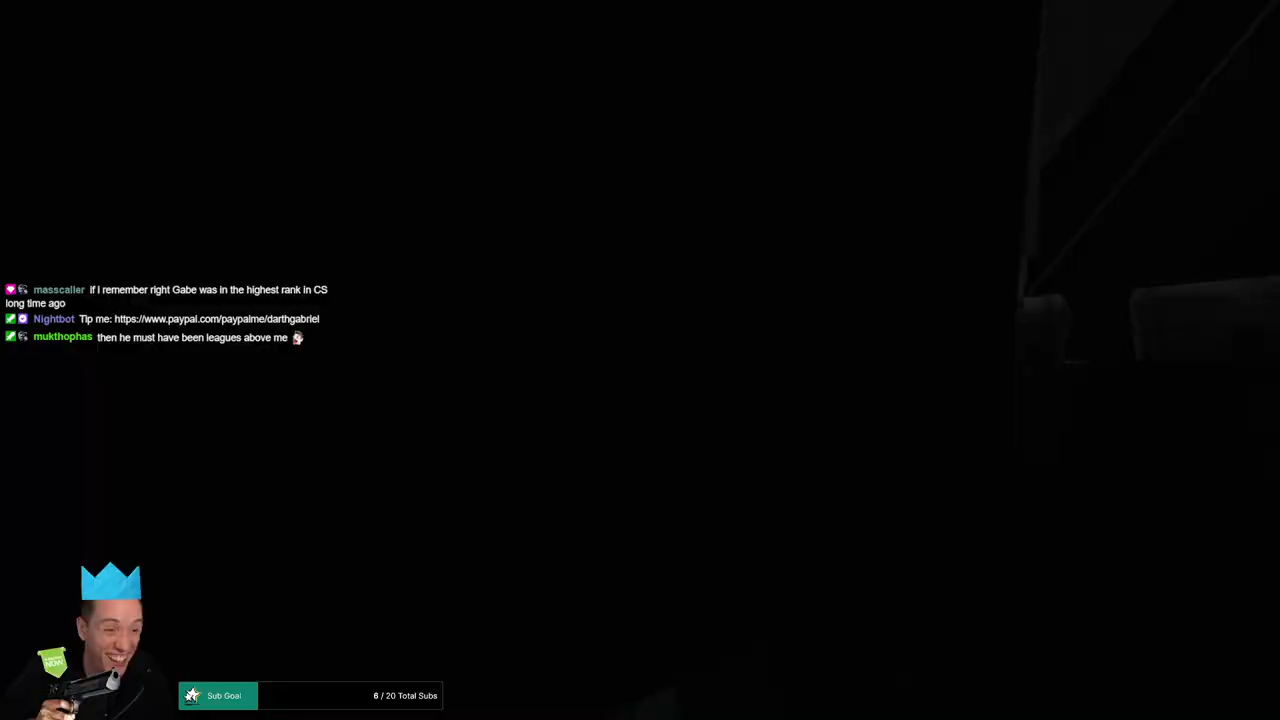 masscaller if I remember right Gabe was in the highest rank in CS
long time ago
Nightbot Tip me: https://www.paypal.com/paypalme/darthgabriel
mukthophas then he must have been leagues above me
NOW
Sub Goal 6 / 20 Total Subs